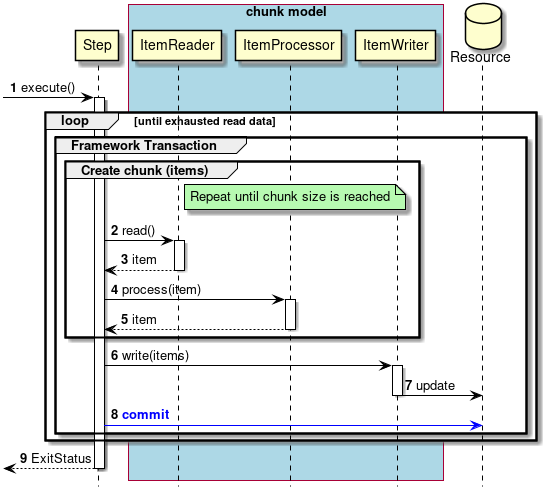 chunk model
Step
ItemReader
ItemProcessor
ItemWriter
Resource
1 execute()
loop [until exhausted read data]
Framework Transaction
Create chunk (items)
Repeat until chunk size is reached
2 read()
3 item
4 process(item)
5 item
6 write(items)
7 update
8 commit
9 ExitStatus